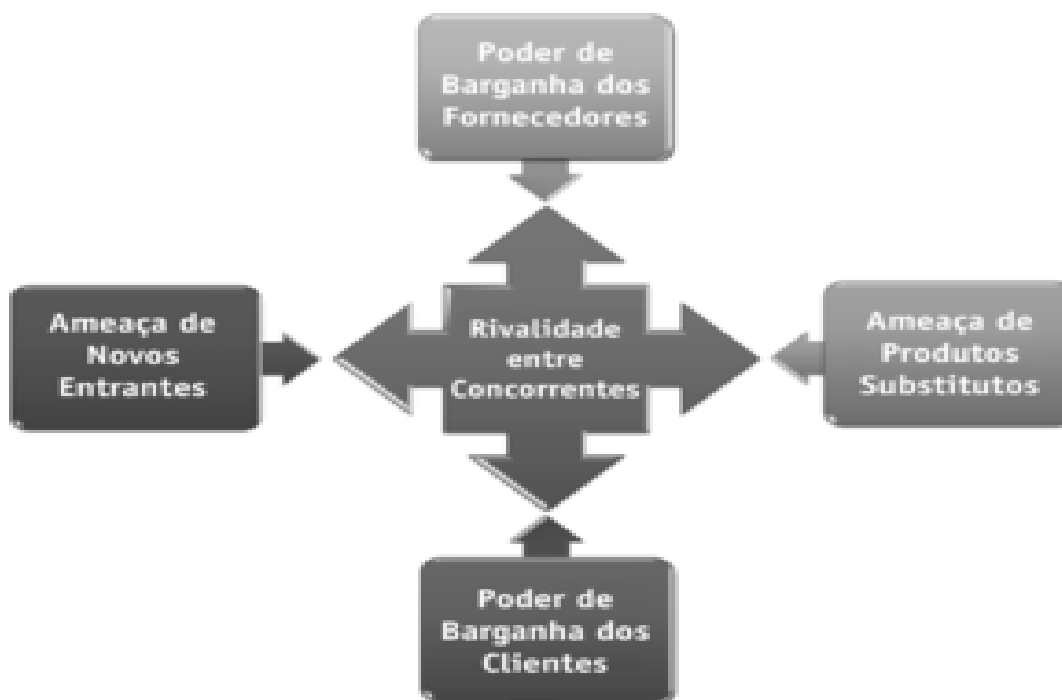 Poder de
Barganha dos
Fornecedores
Ameaça de
Novos
Entrantes
Rivalidade
entre
Concorrentes
Ameaça de
Produtos
Substitutos
Poder de
Barganha dos
Clientes